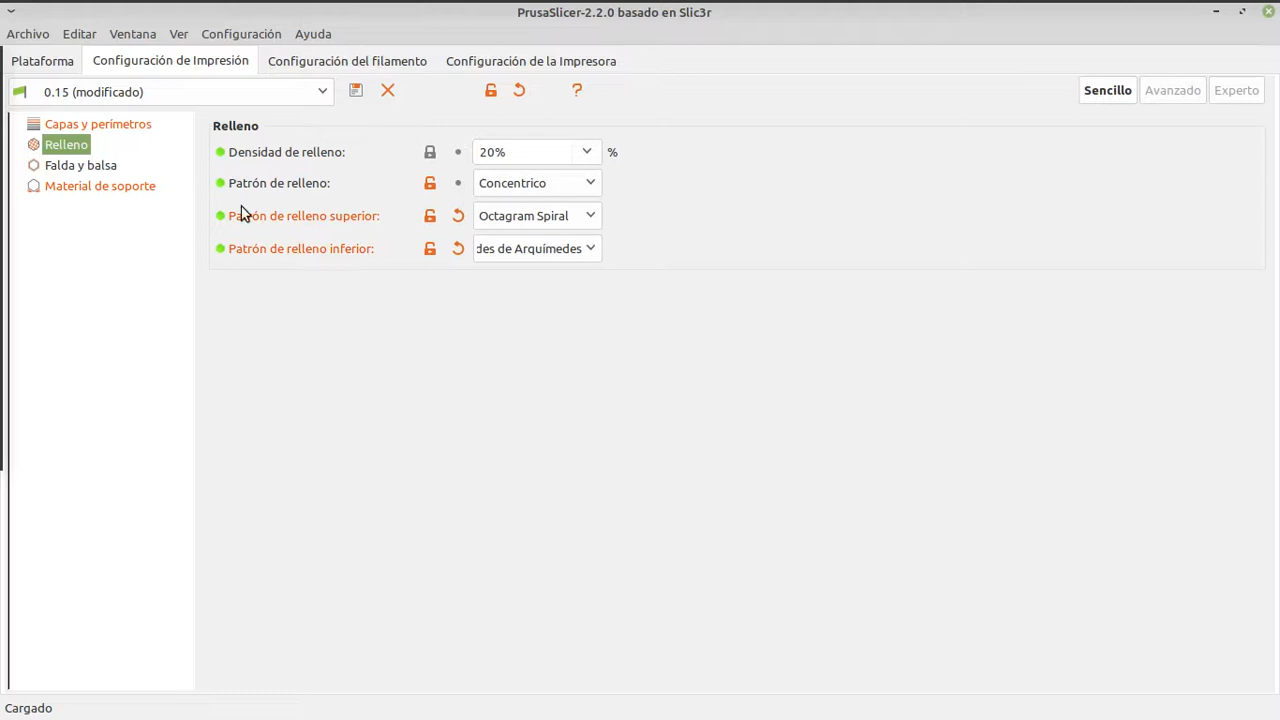 PrusaSlicer-2.2.0 basado en Slic3r
Archivo Editar Ventana Ver Configuración Ayuda
Plataforma Configuración de Impresión Configuración del filamento Configuración de la Impresora
0.15 (modificado) ? Sencillo Avanzado Experto
Capas y perímetros
Relleno
Falda y balsa
Material de soporte
Relleno
Densidad de relleno: 20% %
Patrón de relleno: Concentrico
Patrón de relleno superior: Octagram Spiral
Patrón de relleno inferior: des de Arquímedes
Cargado